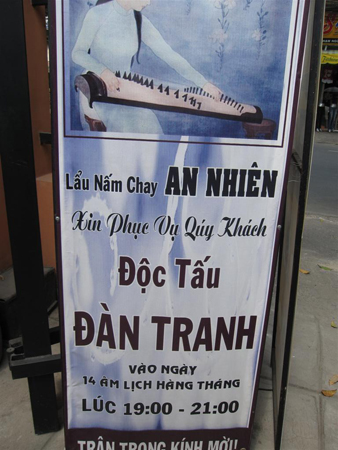 Lẩu Nấm Chay AN NHIÊN
Xin Phục Vụ Qúy Khách
Độc Tấu
ĐÀN TRANH
VÀO NGÀY
14 ÂM LỊCH HÀNG THÁNG
LÚC 19:00 - 21:00
TRÂN TRỌNG KÍNH MỜI!